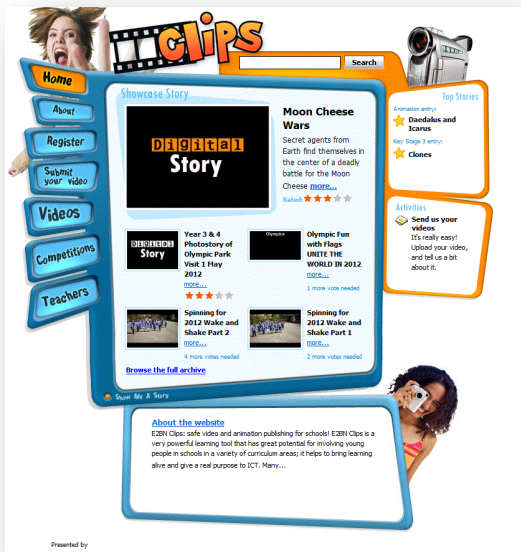 Clips
Search
Home
About
Register
Submit
your video
Videos
Competitions
Teachers
Showcase Story
Digital
Story
Moon Cheese
Wars
Secret agents from
Earth find themselves in
the center of a deadly
battle for the Moon
Cheese more...
Rated:
Digital
Story
Year 3 & 4
Photostory of
Olympic Park
Visit 1 May
2012
more...
Olympics
Olympic Fun
with Flags
UNITE THE
WORLD IN 2012
more...
1 more vote needed
Spinning for
2012 Wake and
Shake Part 2
more...
4 more votes needed
Spinning for
2012 Wake and
Shake Part 1
more...
2 more votes needed
Browse the full archive
Show Me A Story
Top Stories
Animation entry:
Daedalus and
Icarus
Key Stage 3 entry:
Clones
Activities
Send us your
videos
It's really easy!
Upload your video,
and tell us a bit
about it.
About the website
E2BN Clips: safe video and animation publishing for schools! E2BN Clips is a
very powerful learning tool that has great potential for involving young
people in schools in a variety of curriculum areas; it helps to bring learning
alive and give a real purpose to ICT. Many...
Presented by